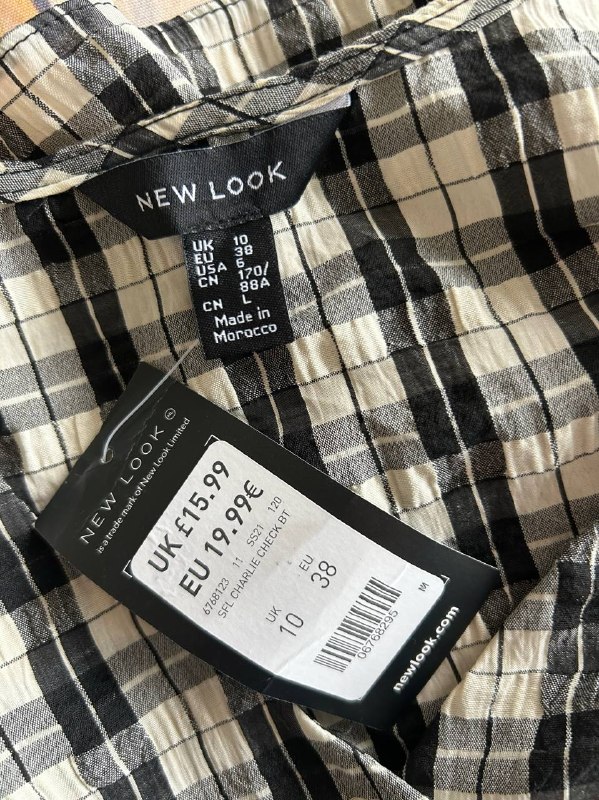 NEW LOOK
UK 10
EU 38
USA 6
CN 170/
88A
CN L
Made in
Morocco
NEW LOOK
is a trade mark of New Look Limited
UK £15.99
EU 19.99€
6768123 11 SS21 120
SFL CHARLIE CHECK BT
UK EU
10 38
06768295
M
newlook.com